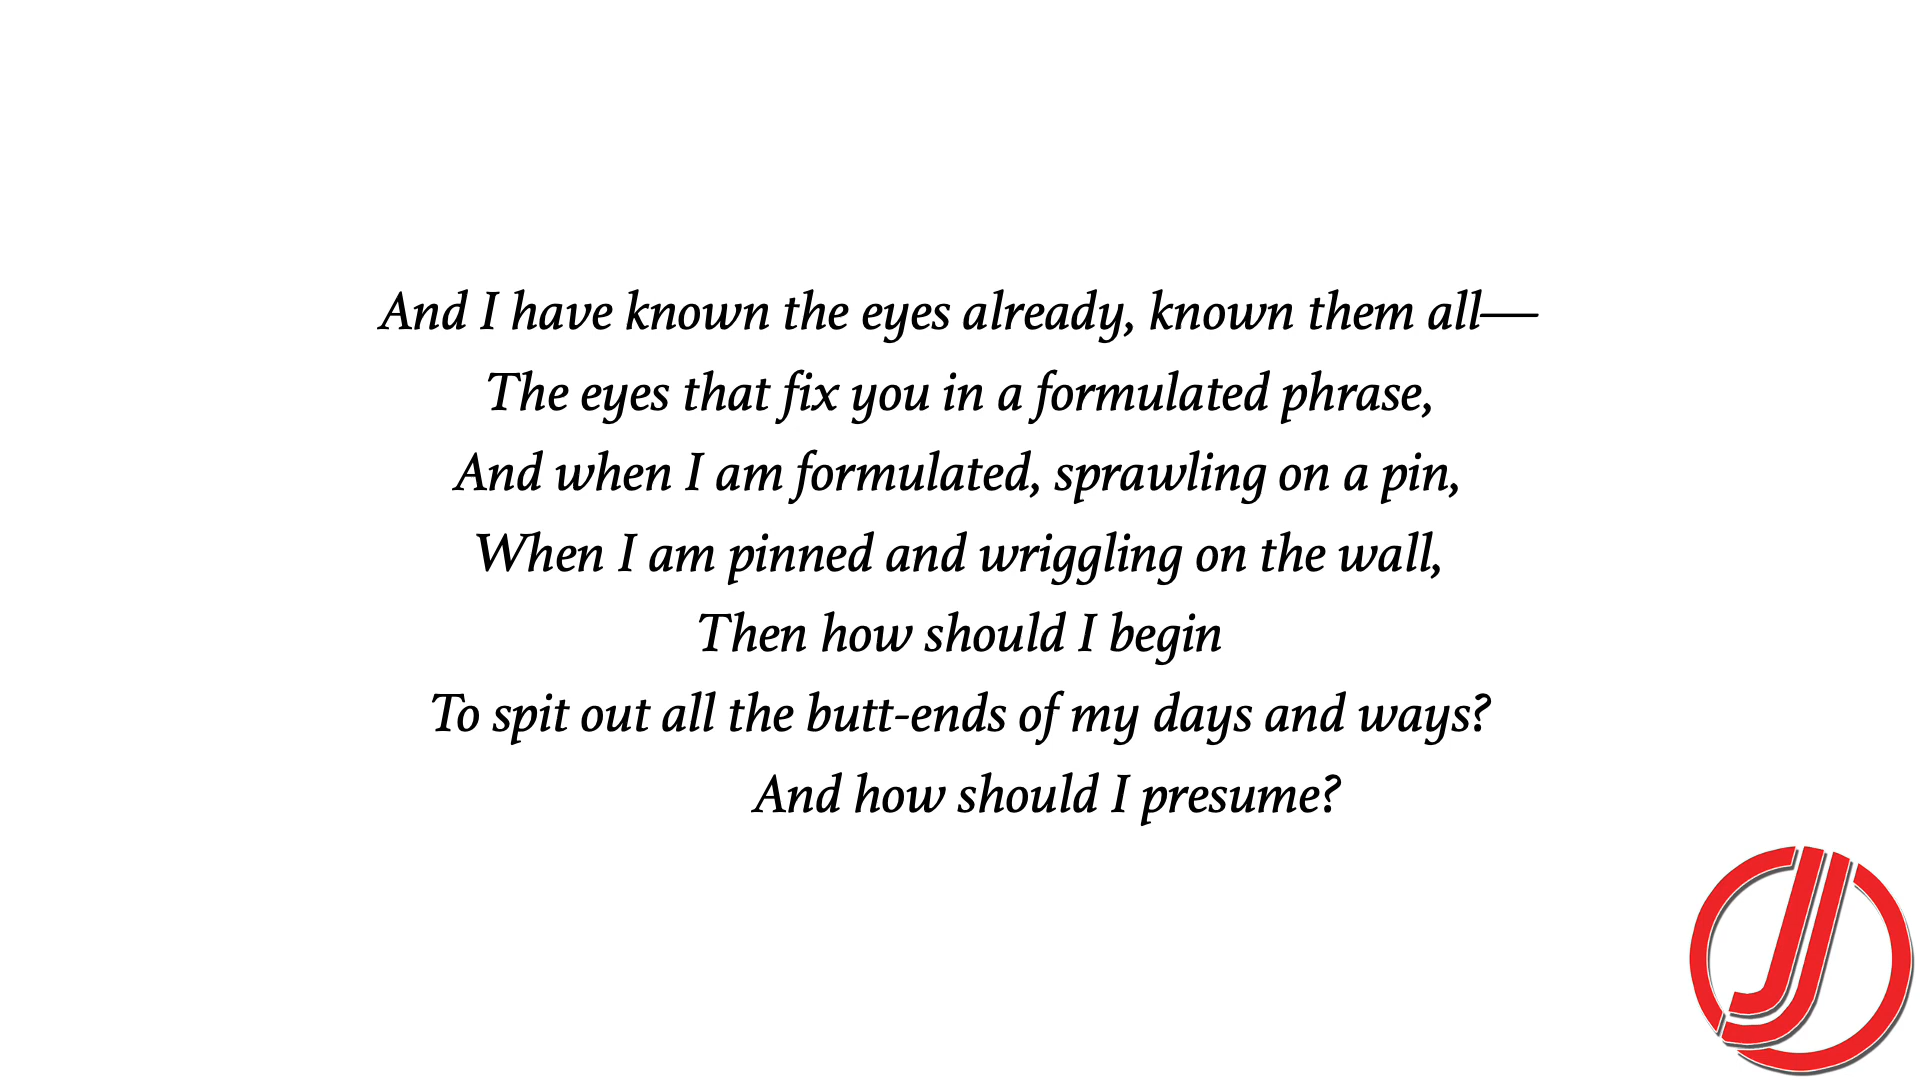 And I have known the eyes already, known them all—
The eyes that fix you in a formulated phrase,
And when I am formulated, sprawling on a pin,
When I am pinned and wriggling on the wall,
Then how should I begin
To spit out all the butt-ends of my days and ways?
And how should I presume?